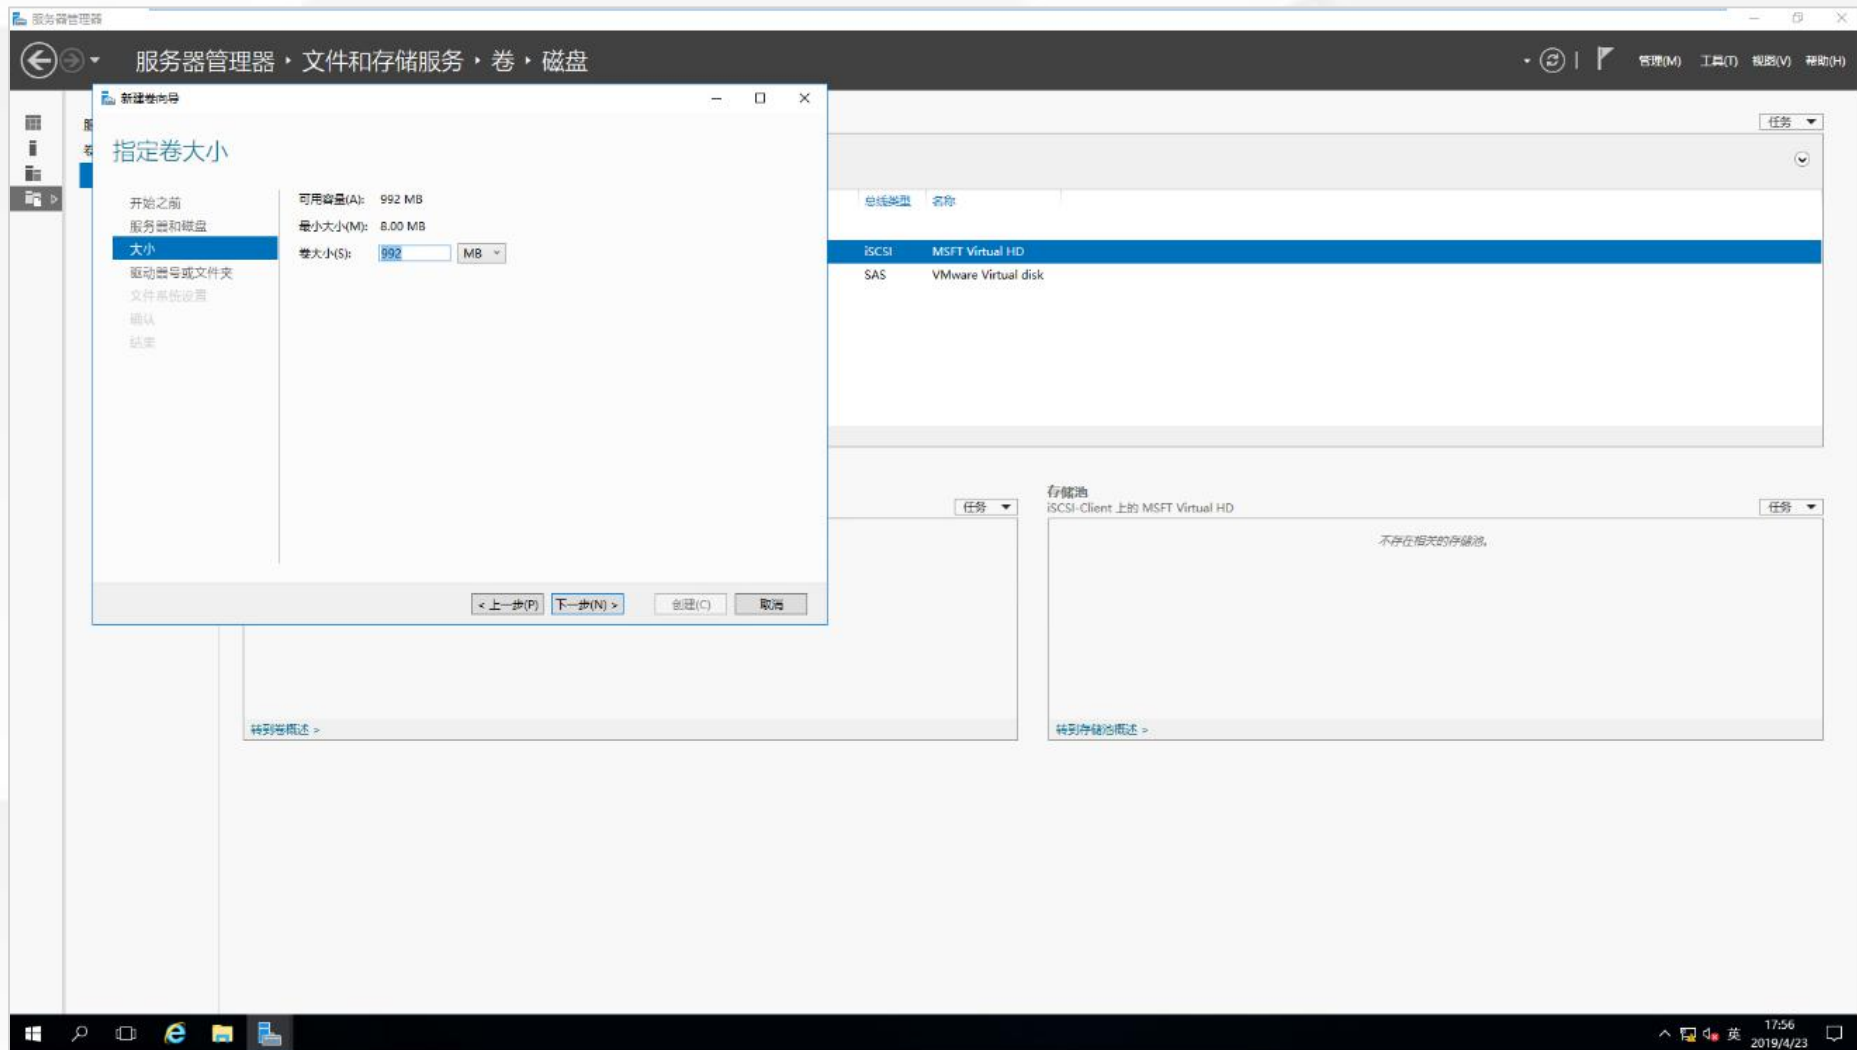 服务器管理器
服务器管理器 · 文件和存储服务 · 卷 · 磁盘
管理(M) 工具(T) 视图(V) 帮助(H)
新建卷向导
任务
指定卷大小
开始之前
服务器和磁盘
大小
驱动器号或文件夹
文件系统设置
确认
结果
可用容量(A): 992 MB
最小大小(M): 8.00 MB
卷大小(S): 992 MB
总线类型 名称
iSCSI MSFT Virtual HD
SAS VMware Virtual disk
< 上一步(P) 下一步(N) > 创建(C) 取消
任务
存储池
iSCSI-Client 上的 MSFT Virtual HD
任务
不存在相关的存储池。
转到卷概述 >
转到存储池概述 >
英
17:56
2019/4/23